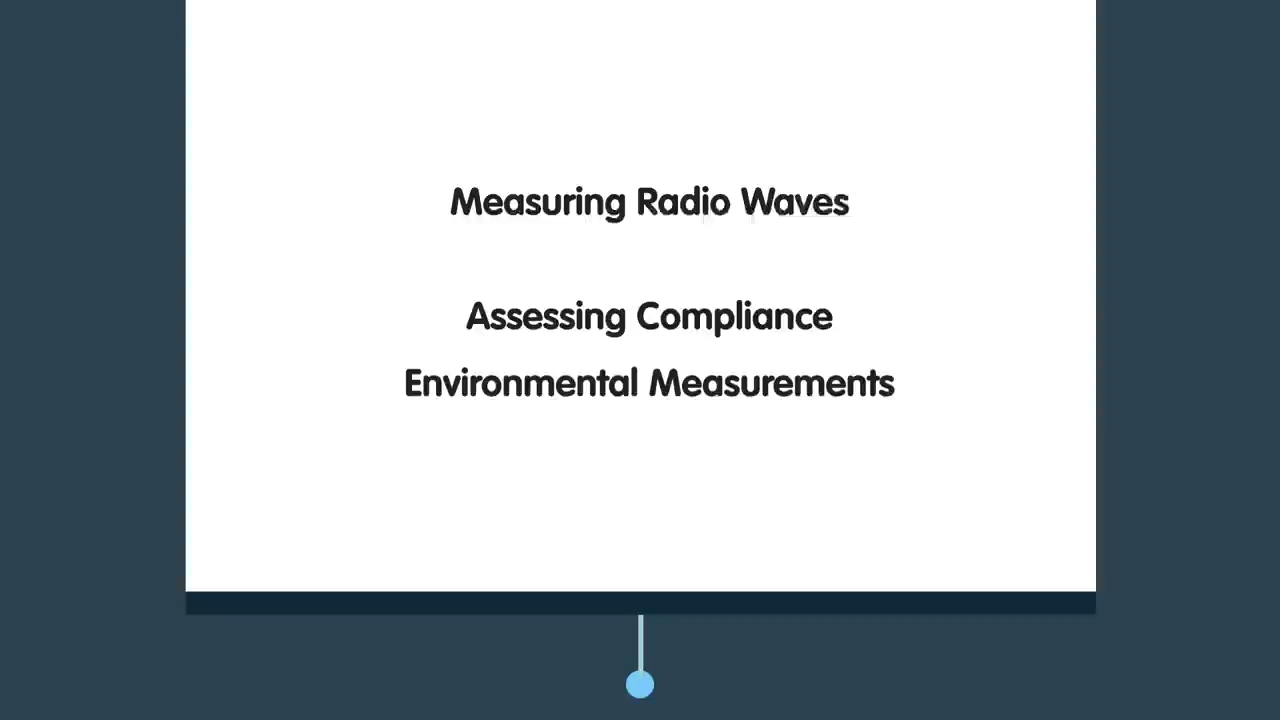 Measuring Radio Waves
Assessing Compliance
Environmental Measurements